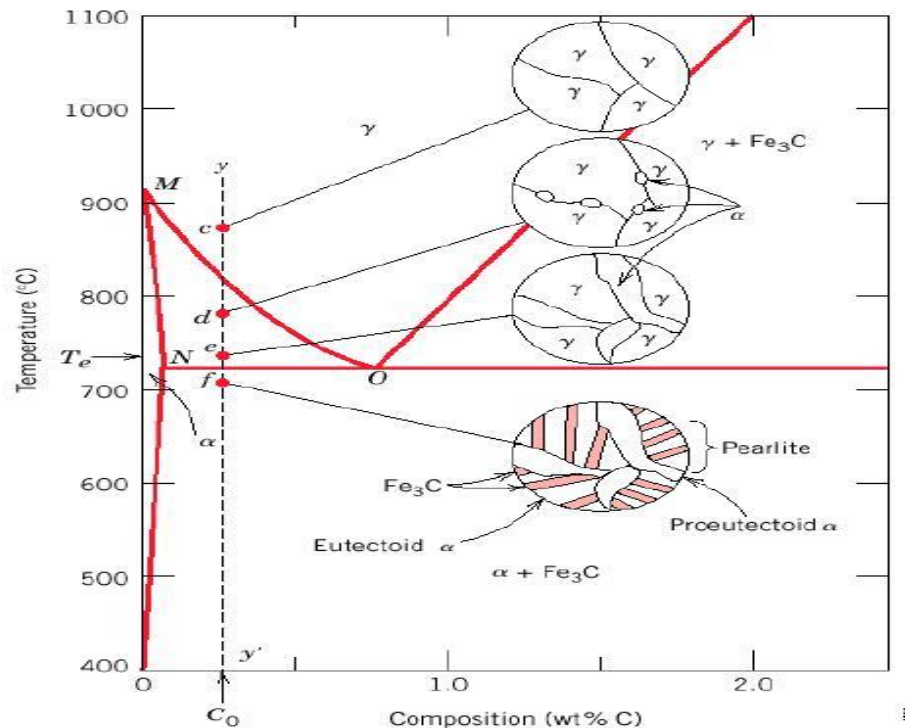 1100
1000
900
800
700
600
500
400
Temperature (°C)
T_e
0
1.0
2.0
Composition (wt% C)
C_0
y
y'
M
N
O
c
d
e
f
γ
γ + Fe₃C
α
α + Fe₃C
γ
γ
γ
γ
γ
γ
γ
γ
α
γ
γ
γ
γ
Fe₃C
Eutectoid α
Pearlite
Proeutectoid α